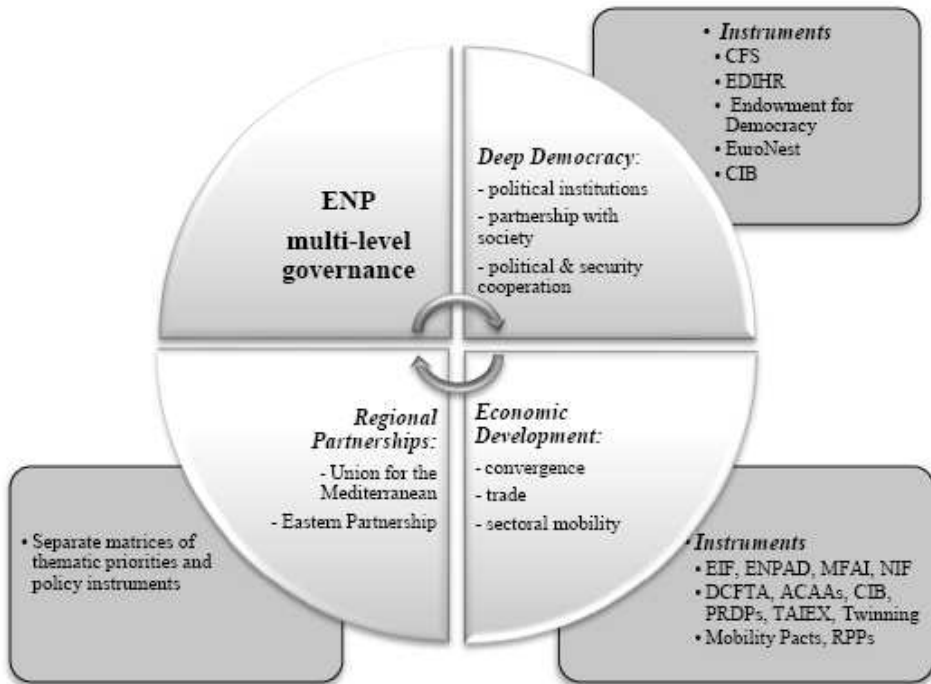 ENP
multi-level
governance
Deep Democracy:
- political institutions
- partnership with
society
- political & security
cooperation
• Instruments
• CFS
• EDIHR
• Endowment for
Democracy
• EuroNest
• CIB
Regional
Partnerships:
- Union for the
Mediterranean
- Eastern Partnership
Economic
Development:
- convergence
- trade
- sectoral mobility
• Separate matrices of
thematic priorities and
policy instruments
• Instruments
• EIF, ENPAD, MFAI, NIF
• DCFTA, ACAAs, CIB,
PRDPs, TAIEX, Twinning
• Mobility Pacts, RPPs